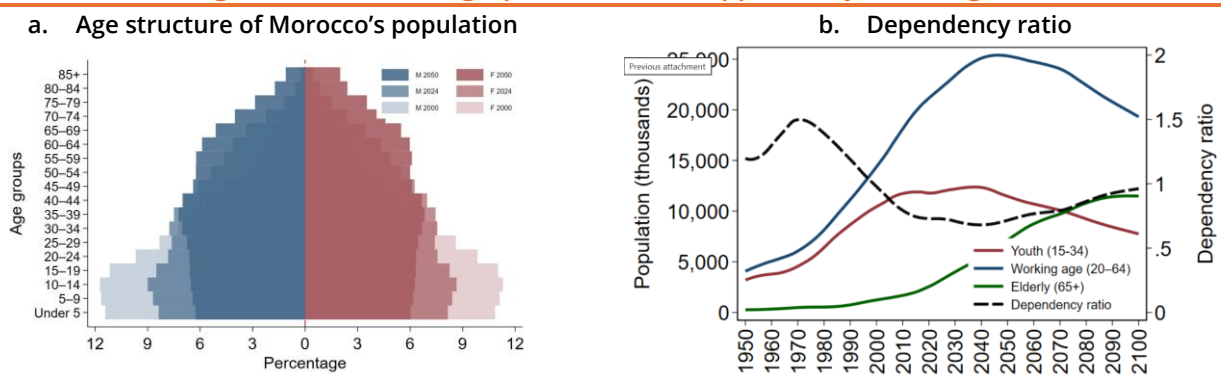 a. Age structure of Morocco's population
85+
80–84
75–79
70–74
65–69
60–64
55–59
50–54
45–49
40–44
35–39
30–34
25–29
20–24
15–19
10–14
5–9
Under 5
Age groups
M 2050
M 2024
M 2000
F 2050
F 2024
F 2000
12 9 6 3 0 3 6 9 12
Percentage
b. Dependency ratio
Previous attachment
20,000
15,000
10,000
5,000
0
Population (thousands)
2
1.5
1
.5
0
Dependency ratio
Youth (15-34)
Working age (20–64)
Elderly (65+)
Dependency ratio
1950 1960 1970 1980 1990 2000 2010 2020 2030 2040 2050 2060 2070 2080 2090 2100